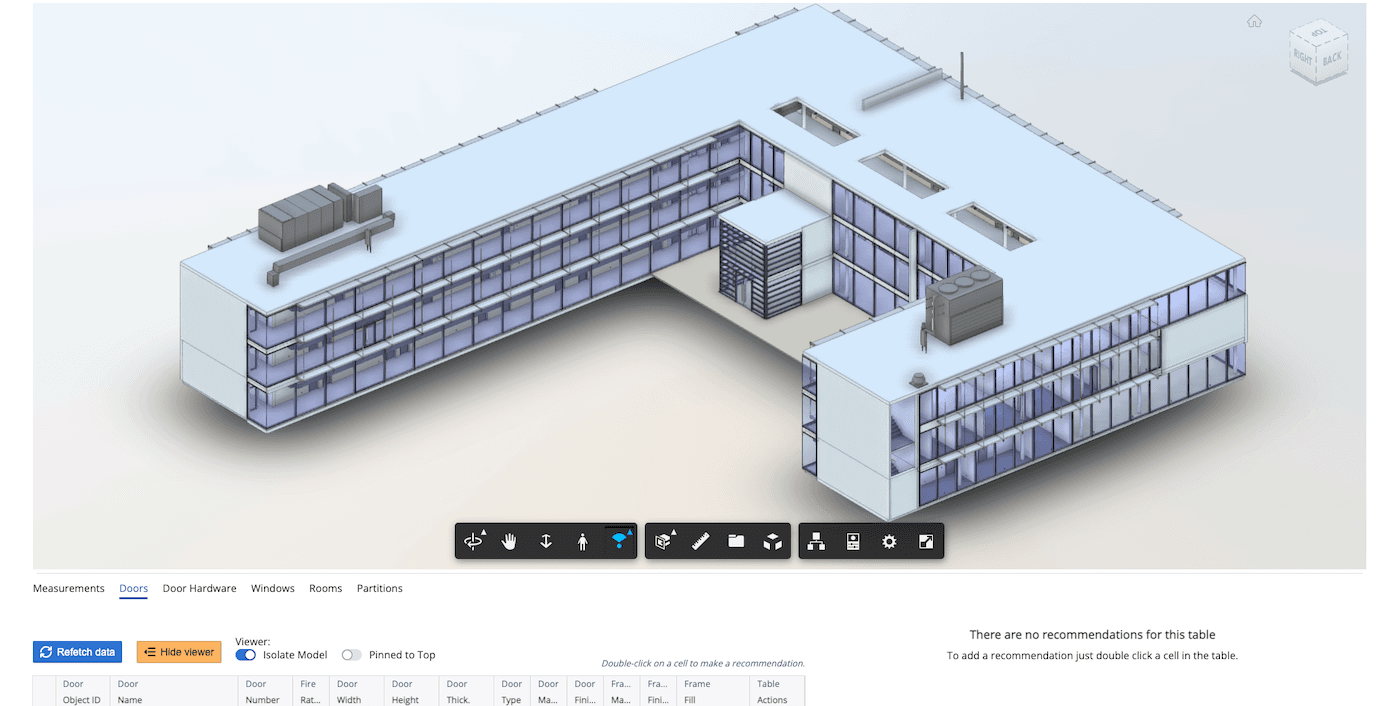 TOP
RIGHT BACK
Measurements Doors Door Hardware Windows Rooms Partitions
Refetch data Hide viewer Viewer: Isolate Model Pinned to Top
Double-click on a cell to make a recommendation.
There are no recommendations for this table
To add a recommendation just double click a cell in the table.
Door Door Door Fire Door Door Door Door Door Door Fra... Fra... Frame Table
Object ID Name Number Rat... Width Height Thick. Type Ma... Fini... Ma... Fini... Fill Actions